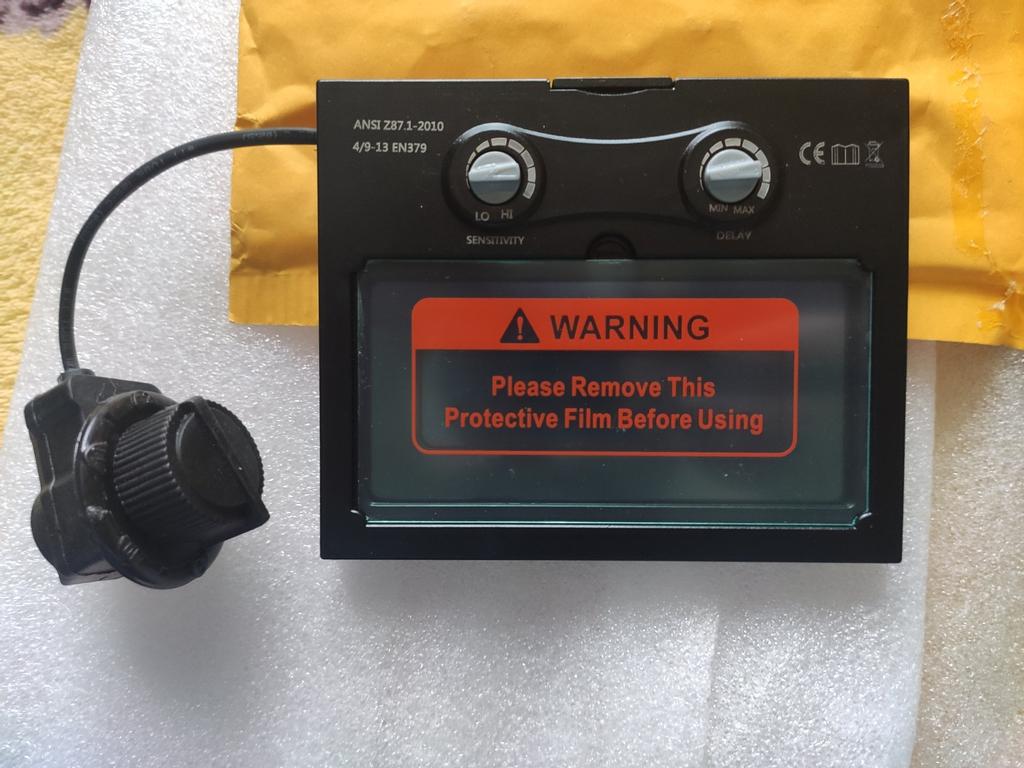 ANSI Z87.1-2010
4/9-13 EN379
LO HI
SENSITIVITY
MIN MAX
DELAY
CE
WARNING
Please Remove This
Protective Film Before Using